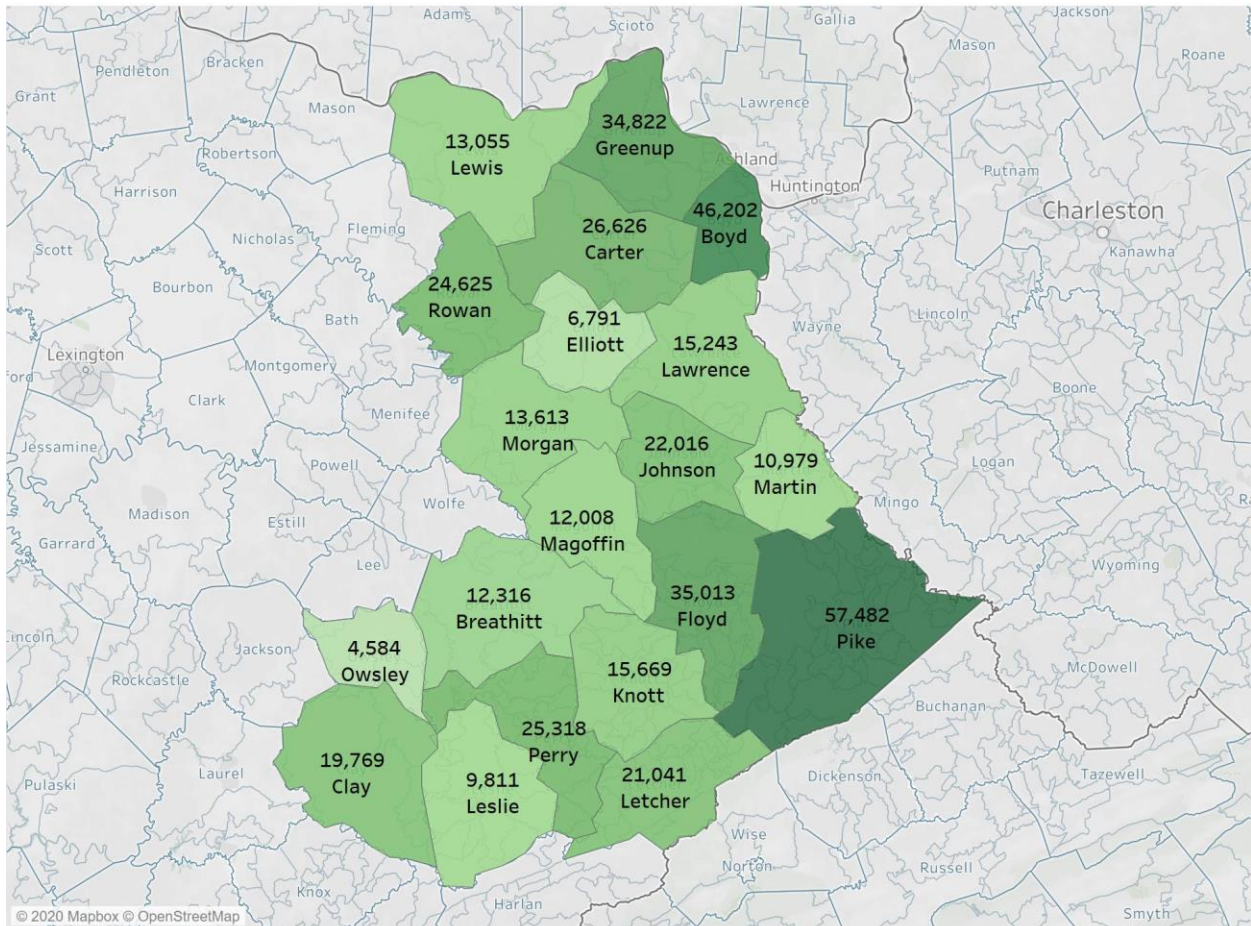 Adams
Scioto
Gallia
Jackson
Mason
Roane
Pendleton
Bracken
Grant
Mason
Lawrence
34,822
Greenup
13,055
Lewis
Robertson
Ashland
Huntington
Putnam
Harrison
Charleston
Kanawha
46,202
Boyd
26,626
Carter
Nicholas
Fleming
Scott
Bourbon
24,625
Rowan
Bath
6,791
Elliott
Wayne
Lincoln
15,243
Lawrence
Lexington
Montgomery
Boone
Clark
Menifee
13,613
Morgan
22,016
Johnson
10,979
Martin
Jessamine
Powell
Logan
Wolfe
Mingo
Madison
Estill
12,008
Magoffin
Garrard
Lee
Wyoming
12,316
Breathitt
35,013
Floyd
57,482
Pike
Lincoln
Jackson
4,584
Owsley
15,669
Knott
McDowell
Rockcastle
Buchanan
25,318
Perry
19,769
Clay
9,811
Leslie
21,041
Letcher
Pulaski
Laurel
Dickenson
Tazewell
Wise
Norton
Russell
Knox
Harlan
Smyth
© 2020 Mapbox © OpenStreetMap